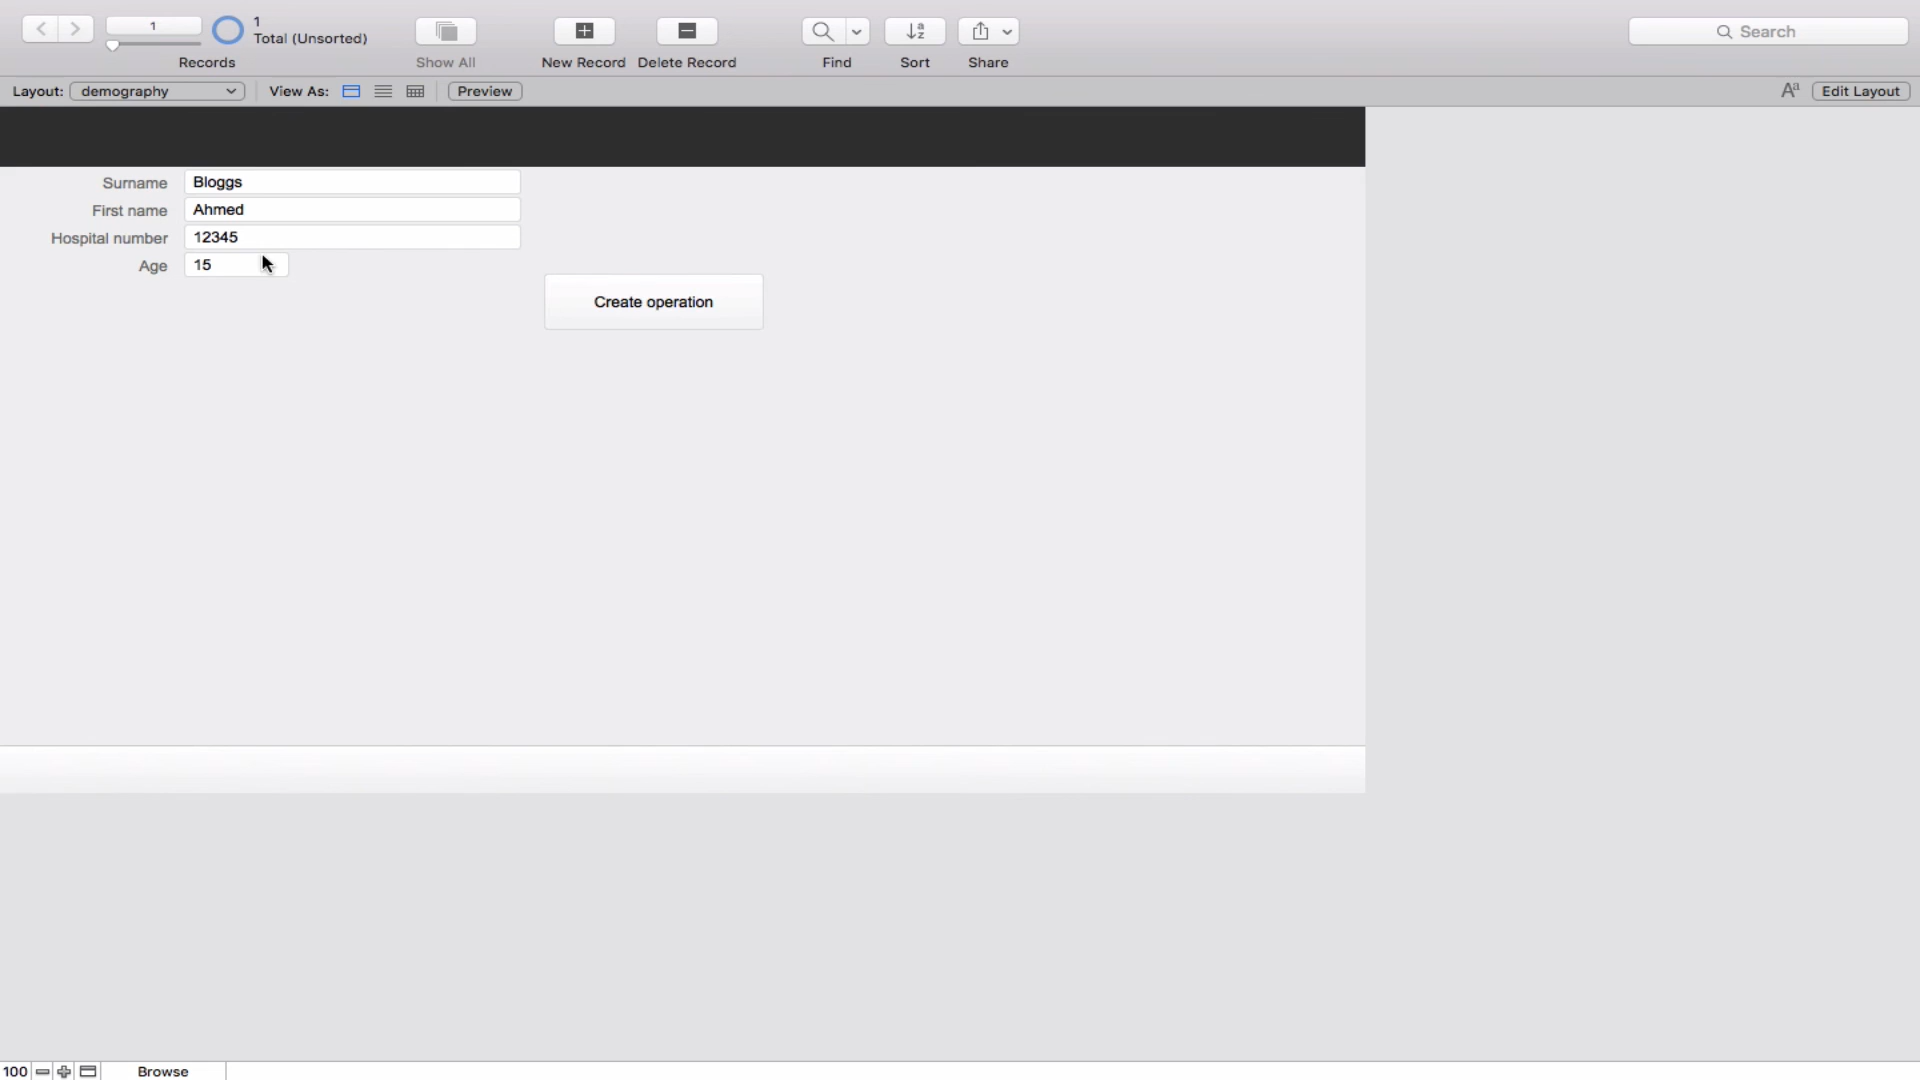 1
1
Total (Unsorted)
Records
Show All
New Record
Delete Record
Find
Sort
Share
Search
Layout: demography
View As:
Preview
Aa
Edit Layout
Surname Bloggs
First name Ahmed
Hospital number 12345
Age 15
Create operation
100
Browse